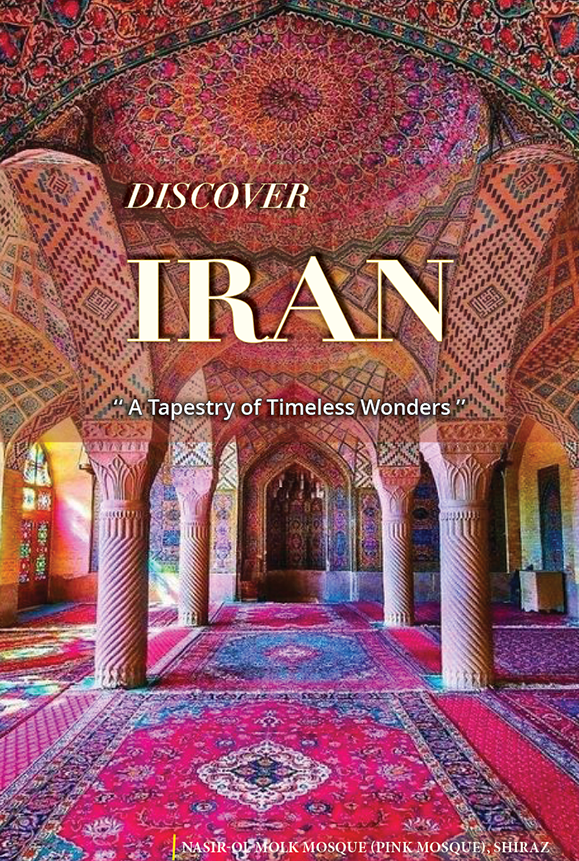 DISCOVER
IRAN
“ A Tapestry of Timeless Wonders ”
NASIR-OL-MOLK MOSQUE (PINK MOSQUE), SHIRAZ